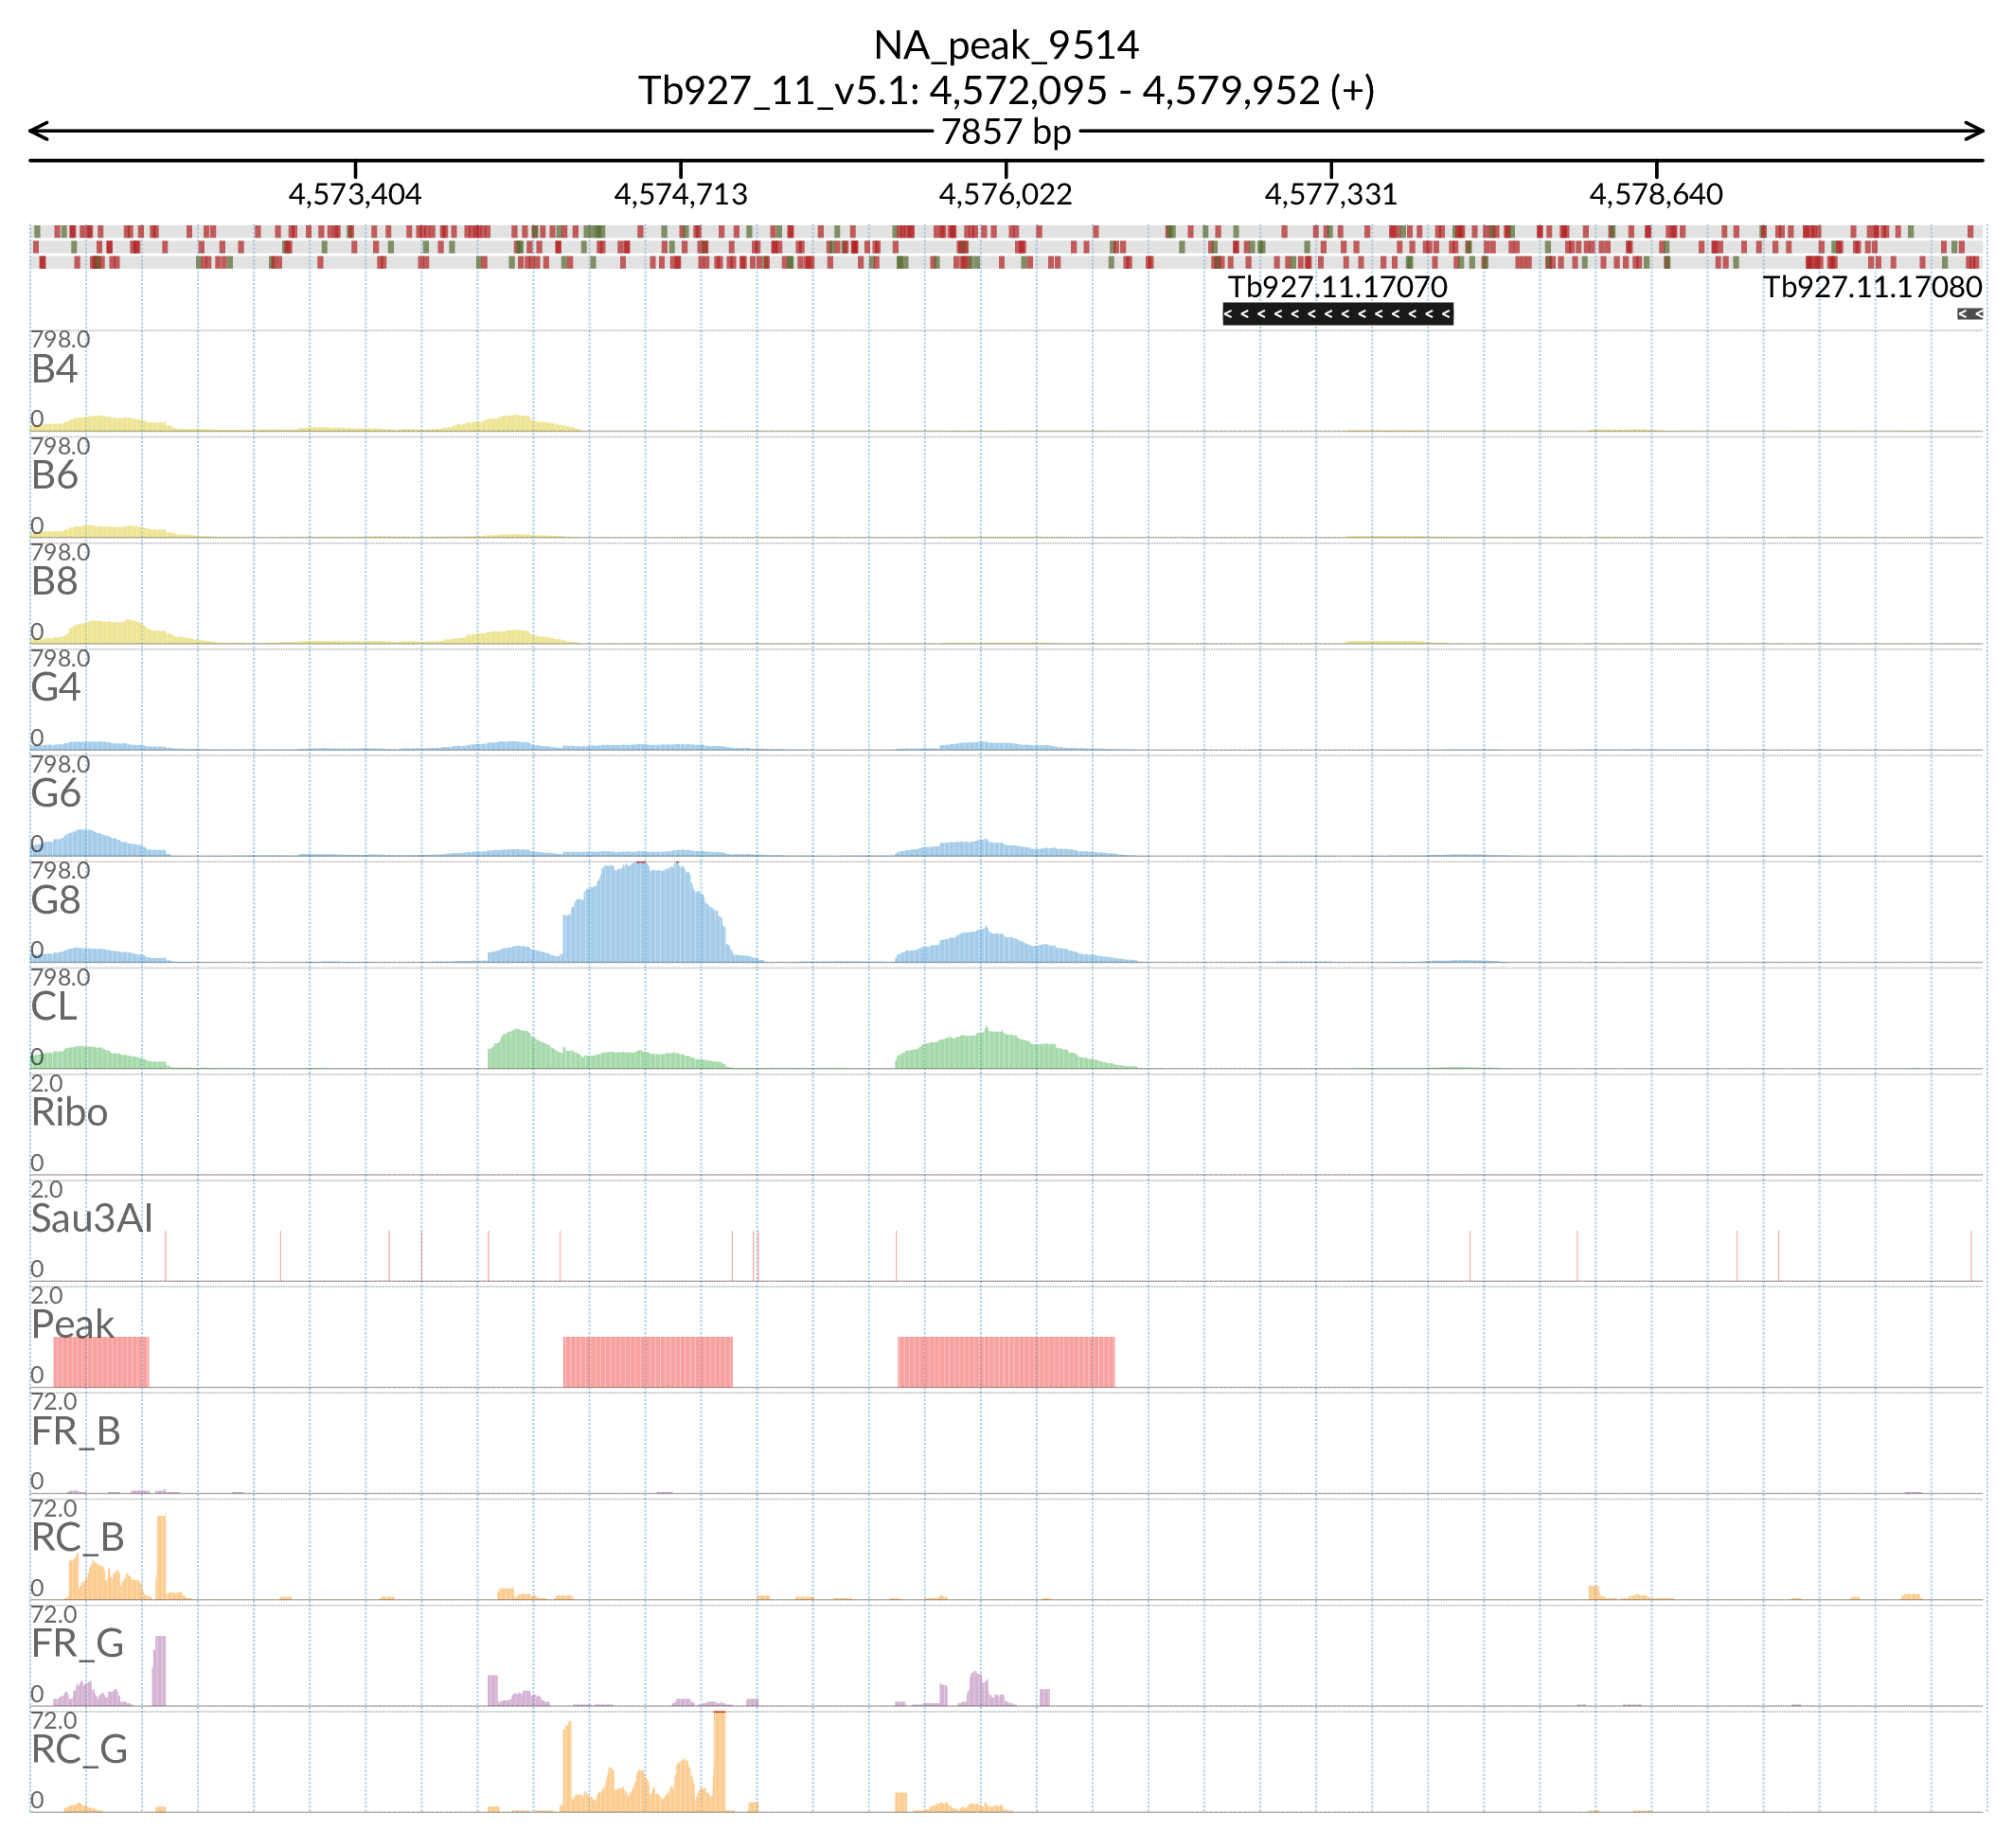 NA_peak_9514
Tb927_11_v5.1: 4,572,095 - 4,579,952 (+)
7857 bp
4,573,404 4,574,713 4,576,022 4,577,331 4,578,640
Tb927.11.17070 Tb927.11.17080
798.0
B4
0
798.0
B6
0
798.0
B8
0
798.0
G4
0
798.0
G6
0
798.0
G8
0
798.0
CL
0
2.0
Ribo
0
2.0
Sau3AI
0
2.0
Peak
0
72.0
FR_B
0
72.0
RC_B
0
72.0
FR_G
0
72.0
RC_G
0